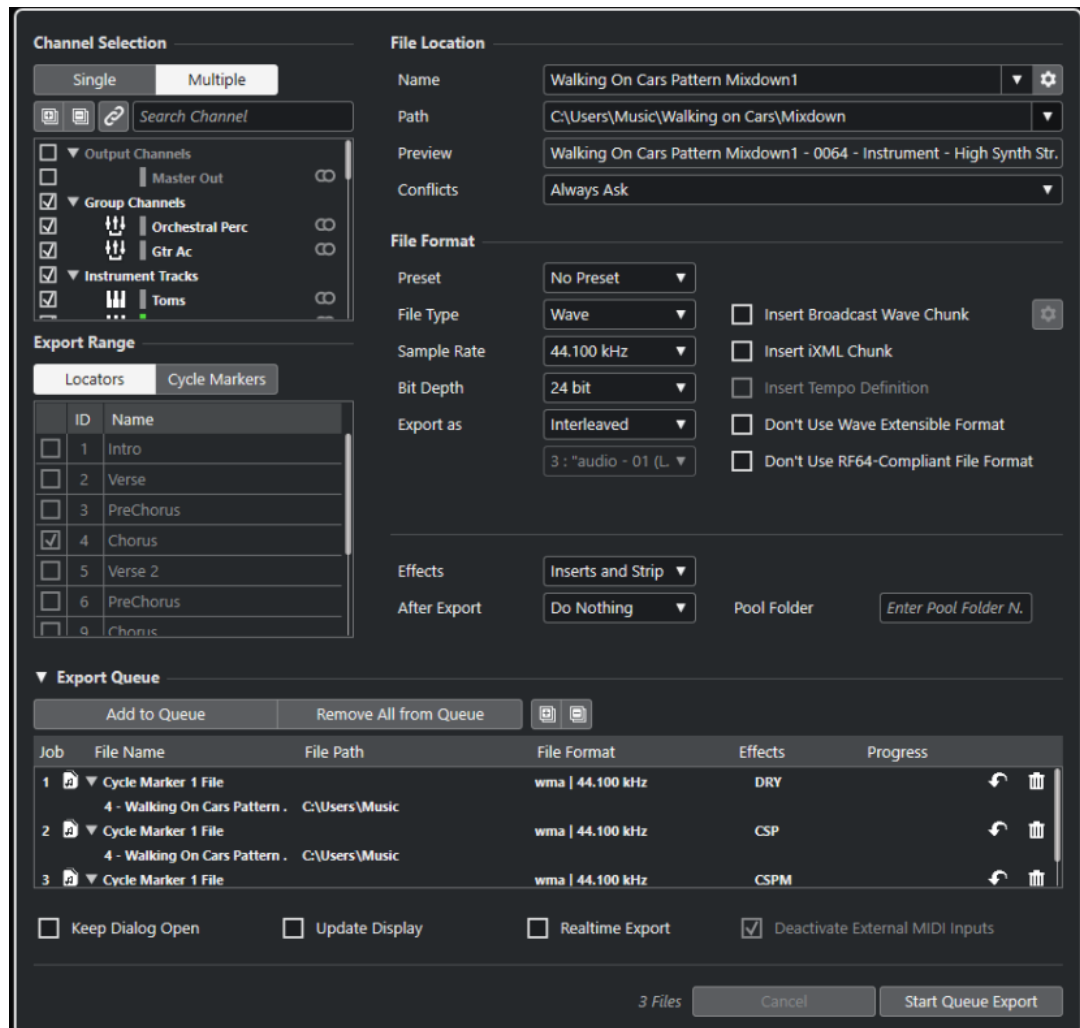 Channel Selection
Single Multiple
Search Channel
Output Channels
Master Out
Group Channels
Orchestral Perc
Gtr Ac
Instrument Tracks
Toms
Export Range
Locators Cycle Markers
ID Name
1 Intro
2 Verse
3 PreChorus
4 Chorus
5 Verse 2
6 PreChorus
9 Chorus
File Location
Name Walking On Cars Pattern Mixdown1
Path C:\Users\Music\Walking on Cars\Mixdown
Preview Walking On Cars Pattern Mixdown1 - 0064 - Instrument - High Synth Str.
Conflicts Always Ask
File Format
Preset No Preset
File Type Wave Insert Broadcast Wave Chunk
Sample Rate 44.100 kHz Insert iXML Chunk
Bit Depth 24 bit Insert Tempo Definition
Export as Interleaved Don't Use Wave Extensible Format
3 : "audio - 01 (L. Don't Use RF64-Compliant File Format
Effects Inserts and Strip
After Export Do Nothing Pool Folder Enter Pool Folder N.
Export Queue
Add to Queue Remove All from Queue
Job File Name File Path File Format Effects Progress
1 Cycle Marker 1 File wma | 44.100 kHz DRY
4 - Walking On Cars Pattern . C:\Users\Music
2 Cycle Marker 1 File wma | 44.100 kHz CSP
4 - Walking On Cars Pattern . C:\Users\Music
3 Cycle Marker 1 File wma | 44.100 kHz CSPM
Keep Dialog Open Update Display Realtime Export Deactivate External MIDI Inputs
3 Files Cancel Start Queue Export